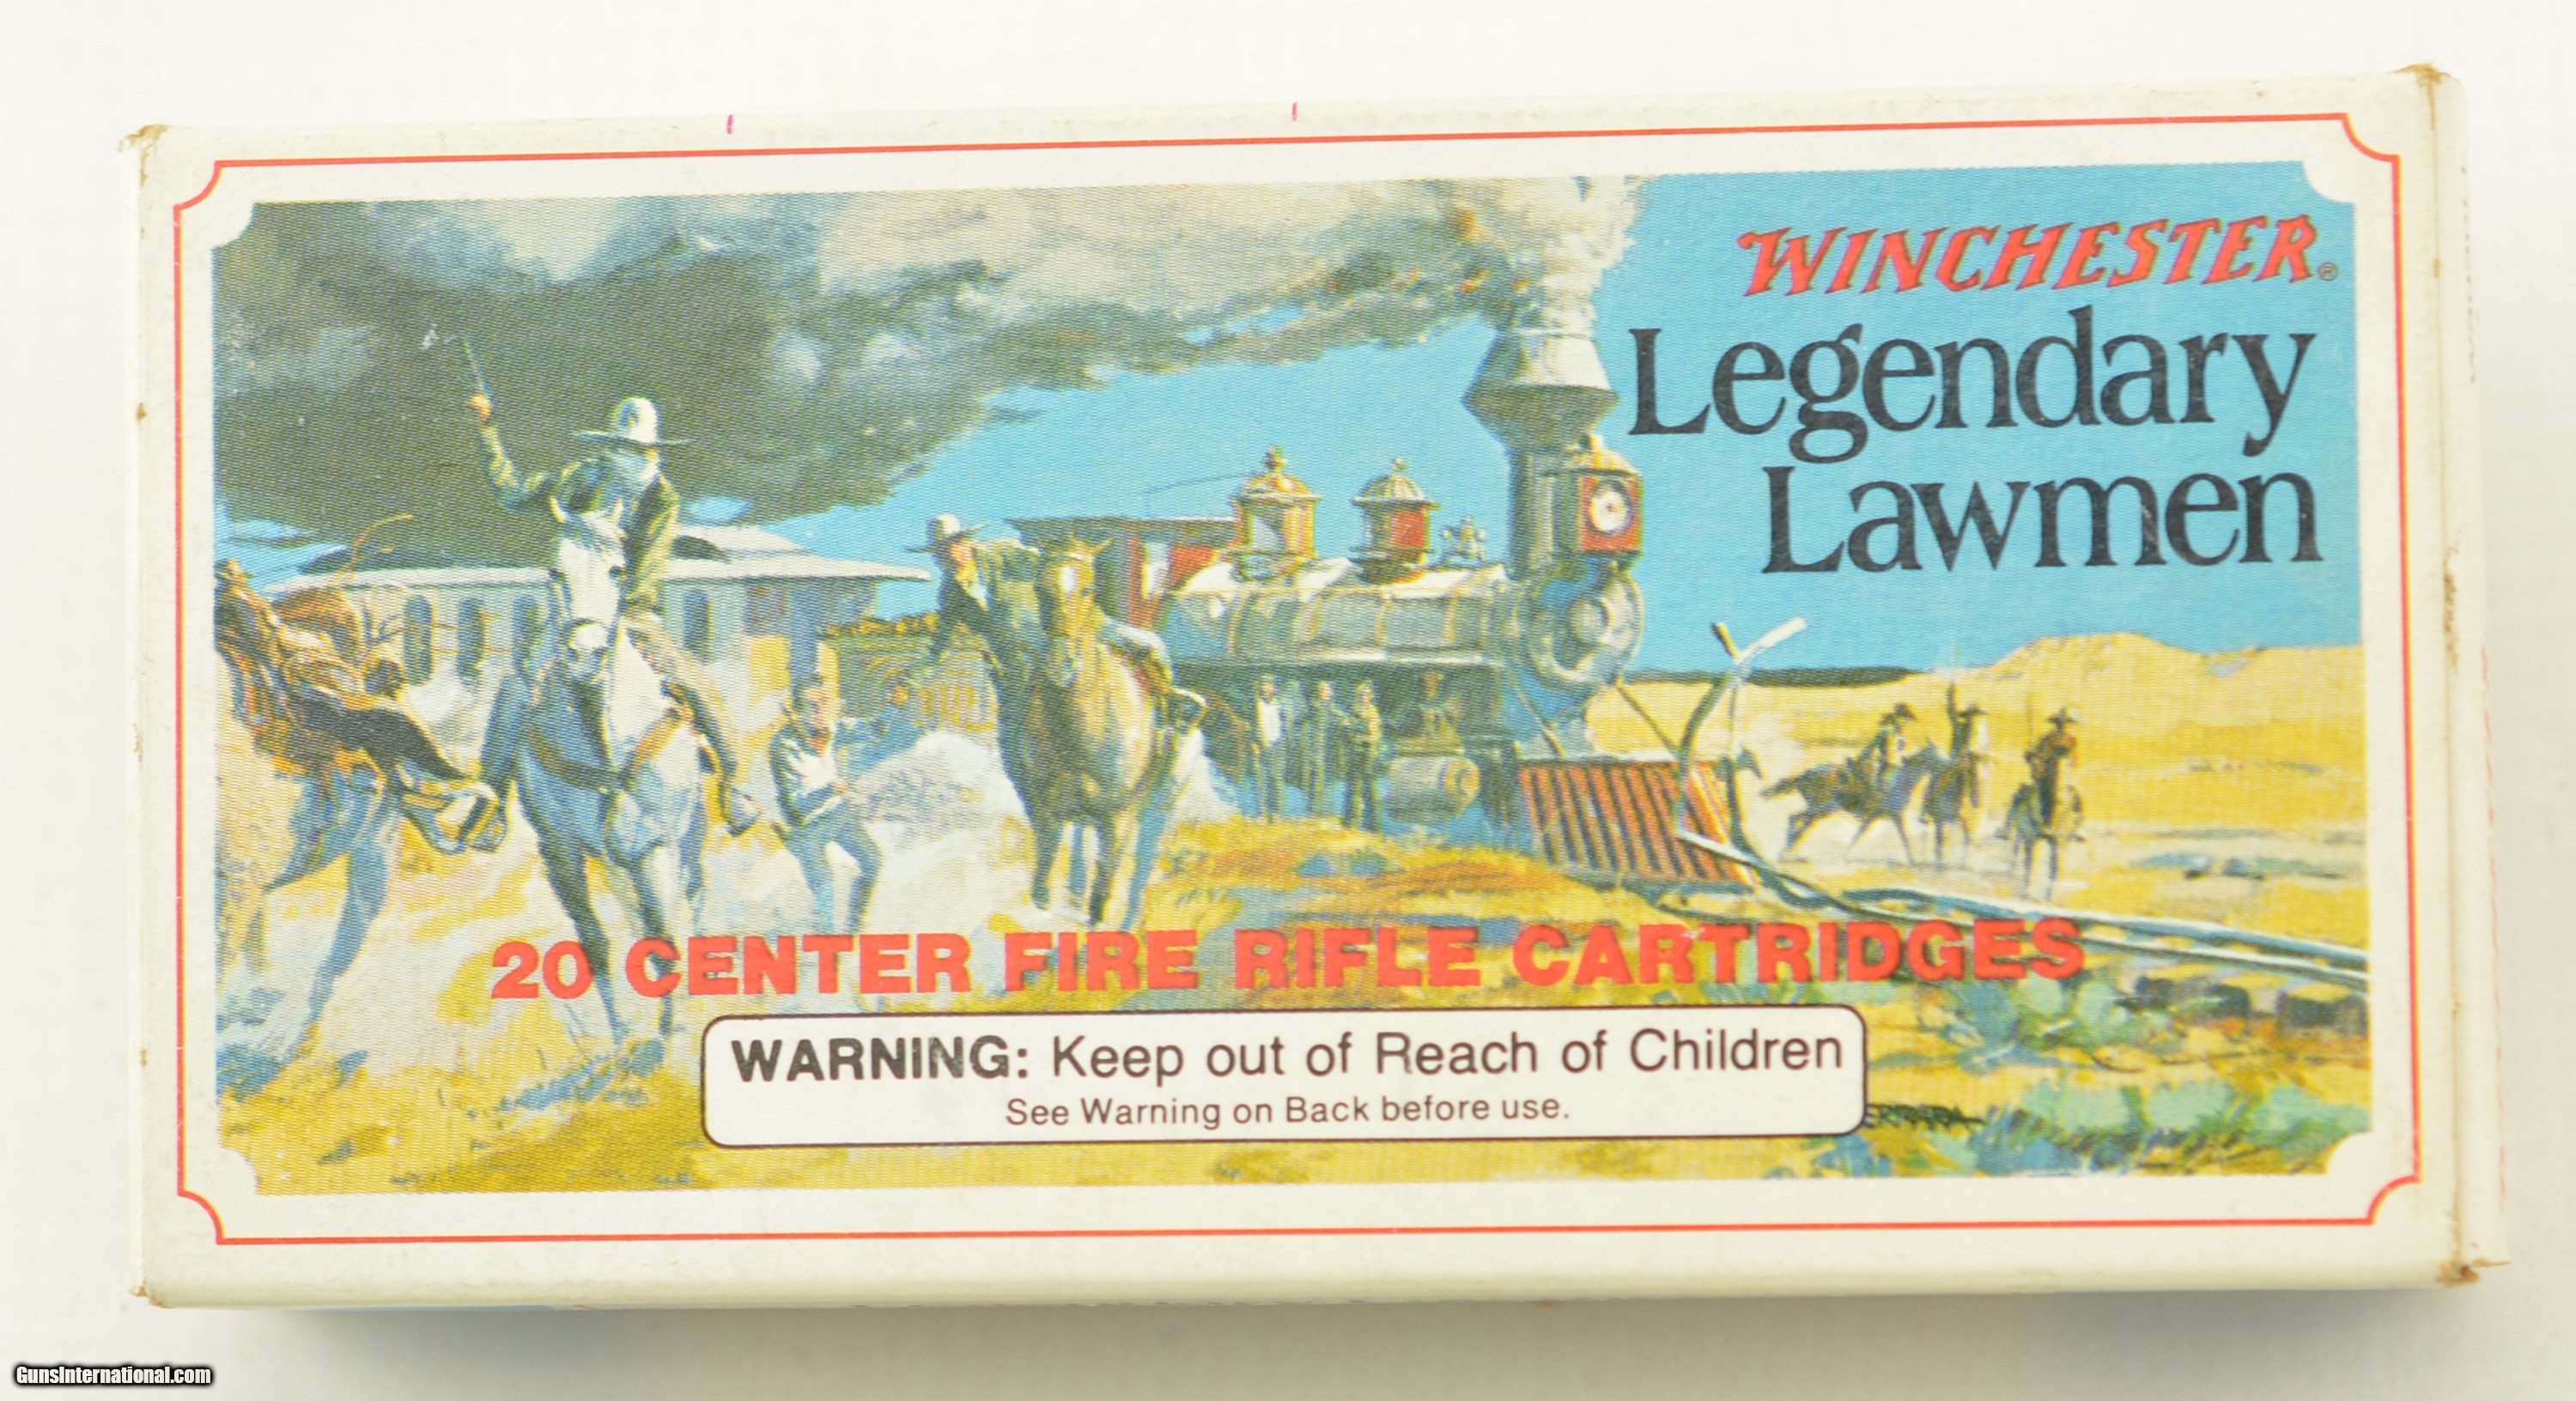 WINCHESTER®
Legendary
Lawmen
20 CENTER FIRE RIFLE CARTRIDGES
WARNING: Keep out of Reach of Children
See Warning on Back before use.
GunsInternational.com